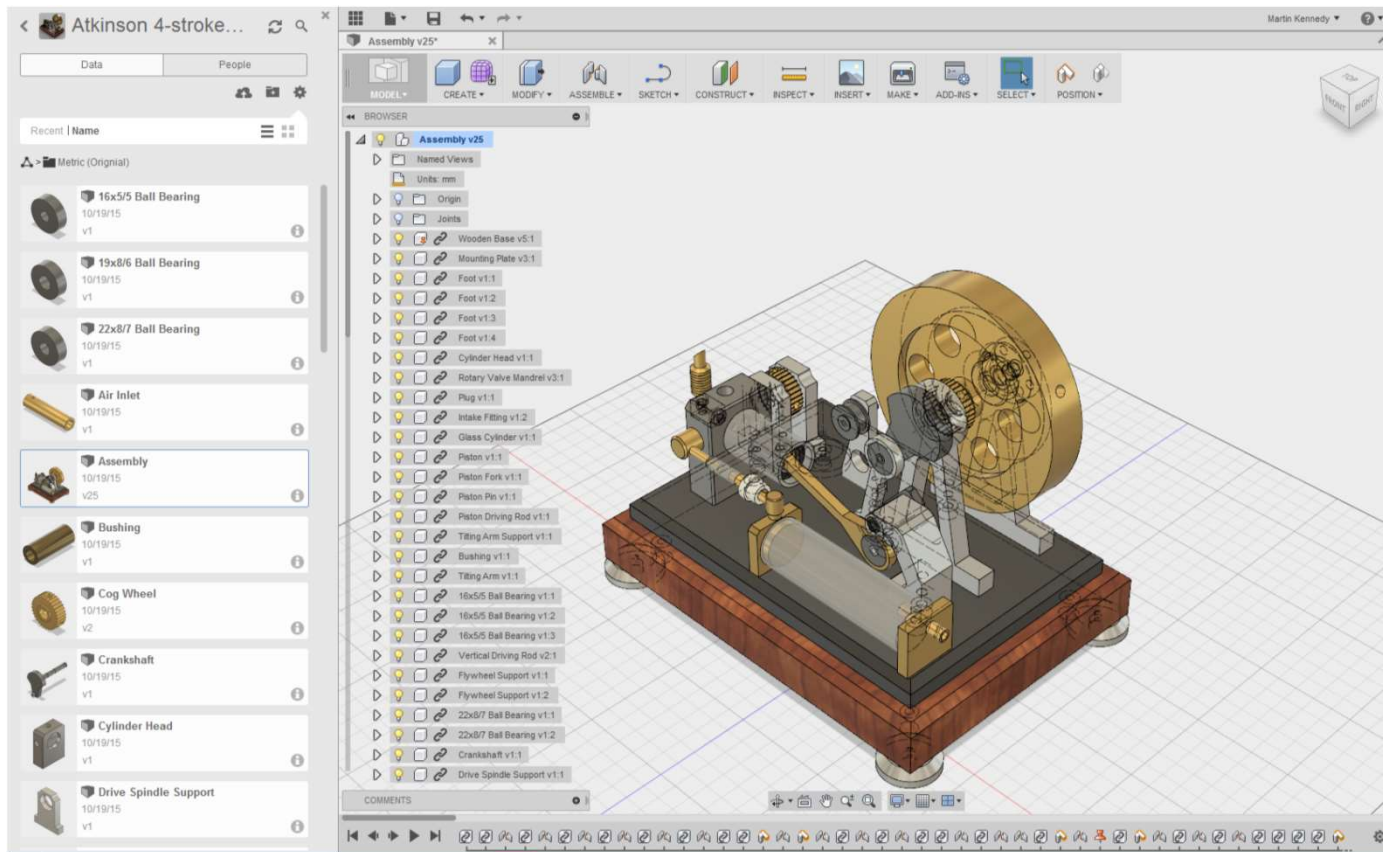 Atkinson 4-stroke...
Data
People
Recent | Name
> Metric (Orignial)
16x5/5 Ball Bearing
10/19/15
v1
19x8/6 Ball Bearing
10/19/15
v1
22x8/7 Ball Bearing
10/19/15
v1
Air Inlet
10/19/15
v1
Assembly
10/19/15
v25
Bushing
10/19/15
v1
Cog Wheel
10/19/15
v2
Crankshaft
10/19/15
v1
Cylinder Head
10/19/15
v1
Drive Spindle Support
10/19/15
v1
Martin Kennedy
Assembly v25*
MODEL
CREATE
MODIFY
ASSEMBLE
SKETCH
CONSTRUCT
INSPECT
INSERT
MAKE
ADD-INS
SELECT
POSITION
TOP
FRONT
RIGHT
BROWSER
Assembly v25
Named Views
Units: mm
Origin
Joints
Wooden Base v5:1
Mounting Plate v3:1
Foot v1:1
Foot v1:2
Foot v1:3
Foot v1:4
Cylinder Head v1:1
Rotary Valve Mandrel v3:1
Plug v1:1
Intake Fitting v1:2
Glass Cylinder v1:1
Piston v1:1
Piston Fork v1:1
Piston Pin v1:1
Piston Driving Rod v1:1
Tilting Arm Support v1:1
Bushing v1:1
Tilting Arm v1:1
16x5/5 Ball Bearing v1:1
16x5/5 Ball Bearing v1:2
16x5/5 Ball Bearing v1:3
Vertical Driving Rod v2:1
Flywheel Support v1:1
Flywheel Support v1:2
22x8/7 Ball Bearing v1:1
22x8/7 Ball Bearing v1:2
Crankshaft v1:1
Drive Spindle Support v1:1
COMMENTS